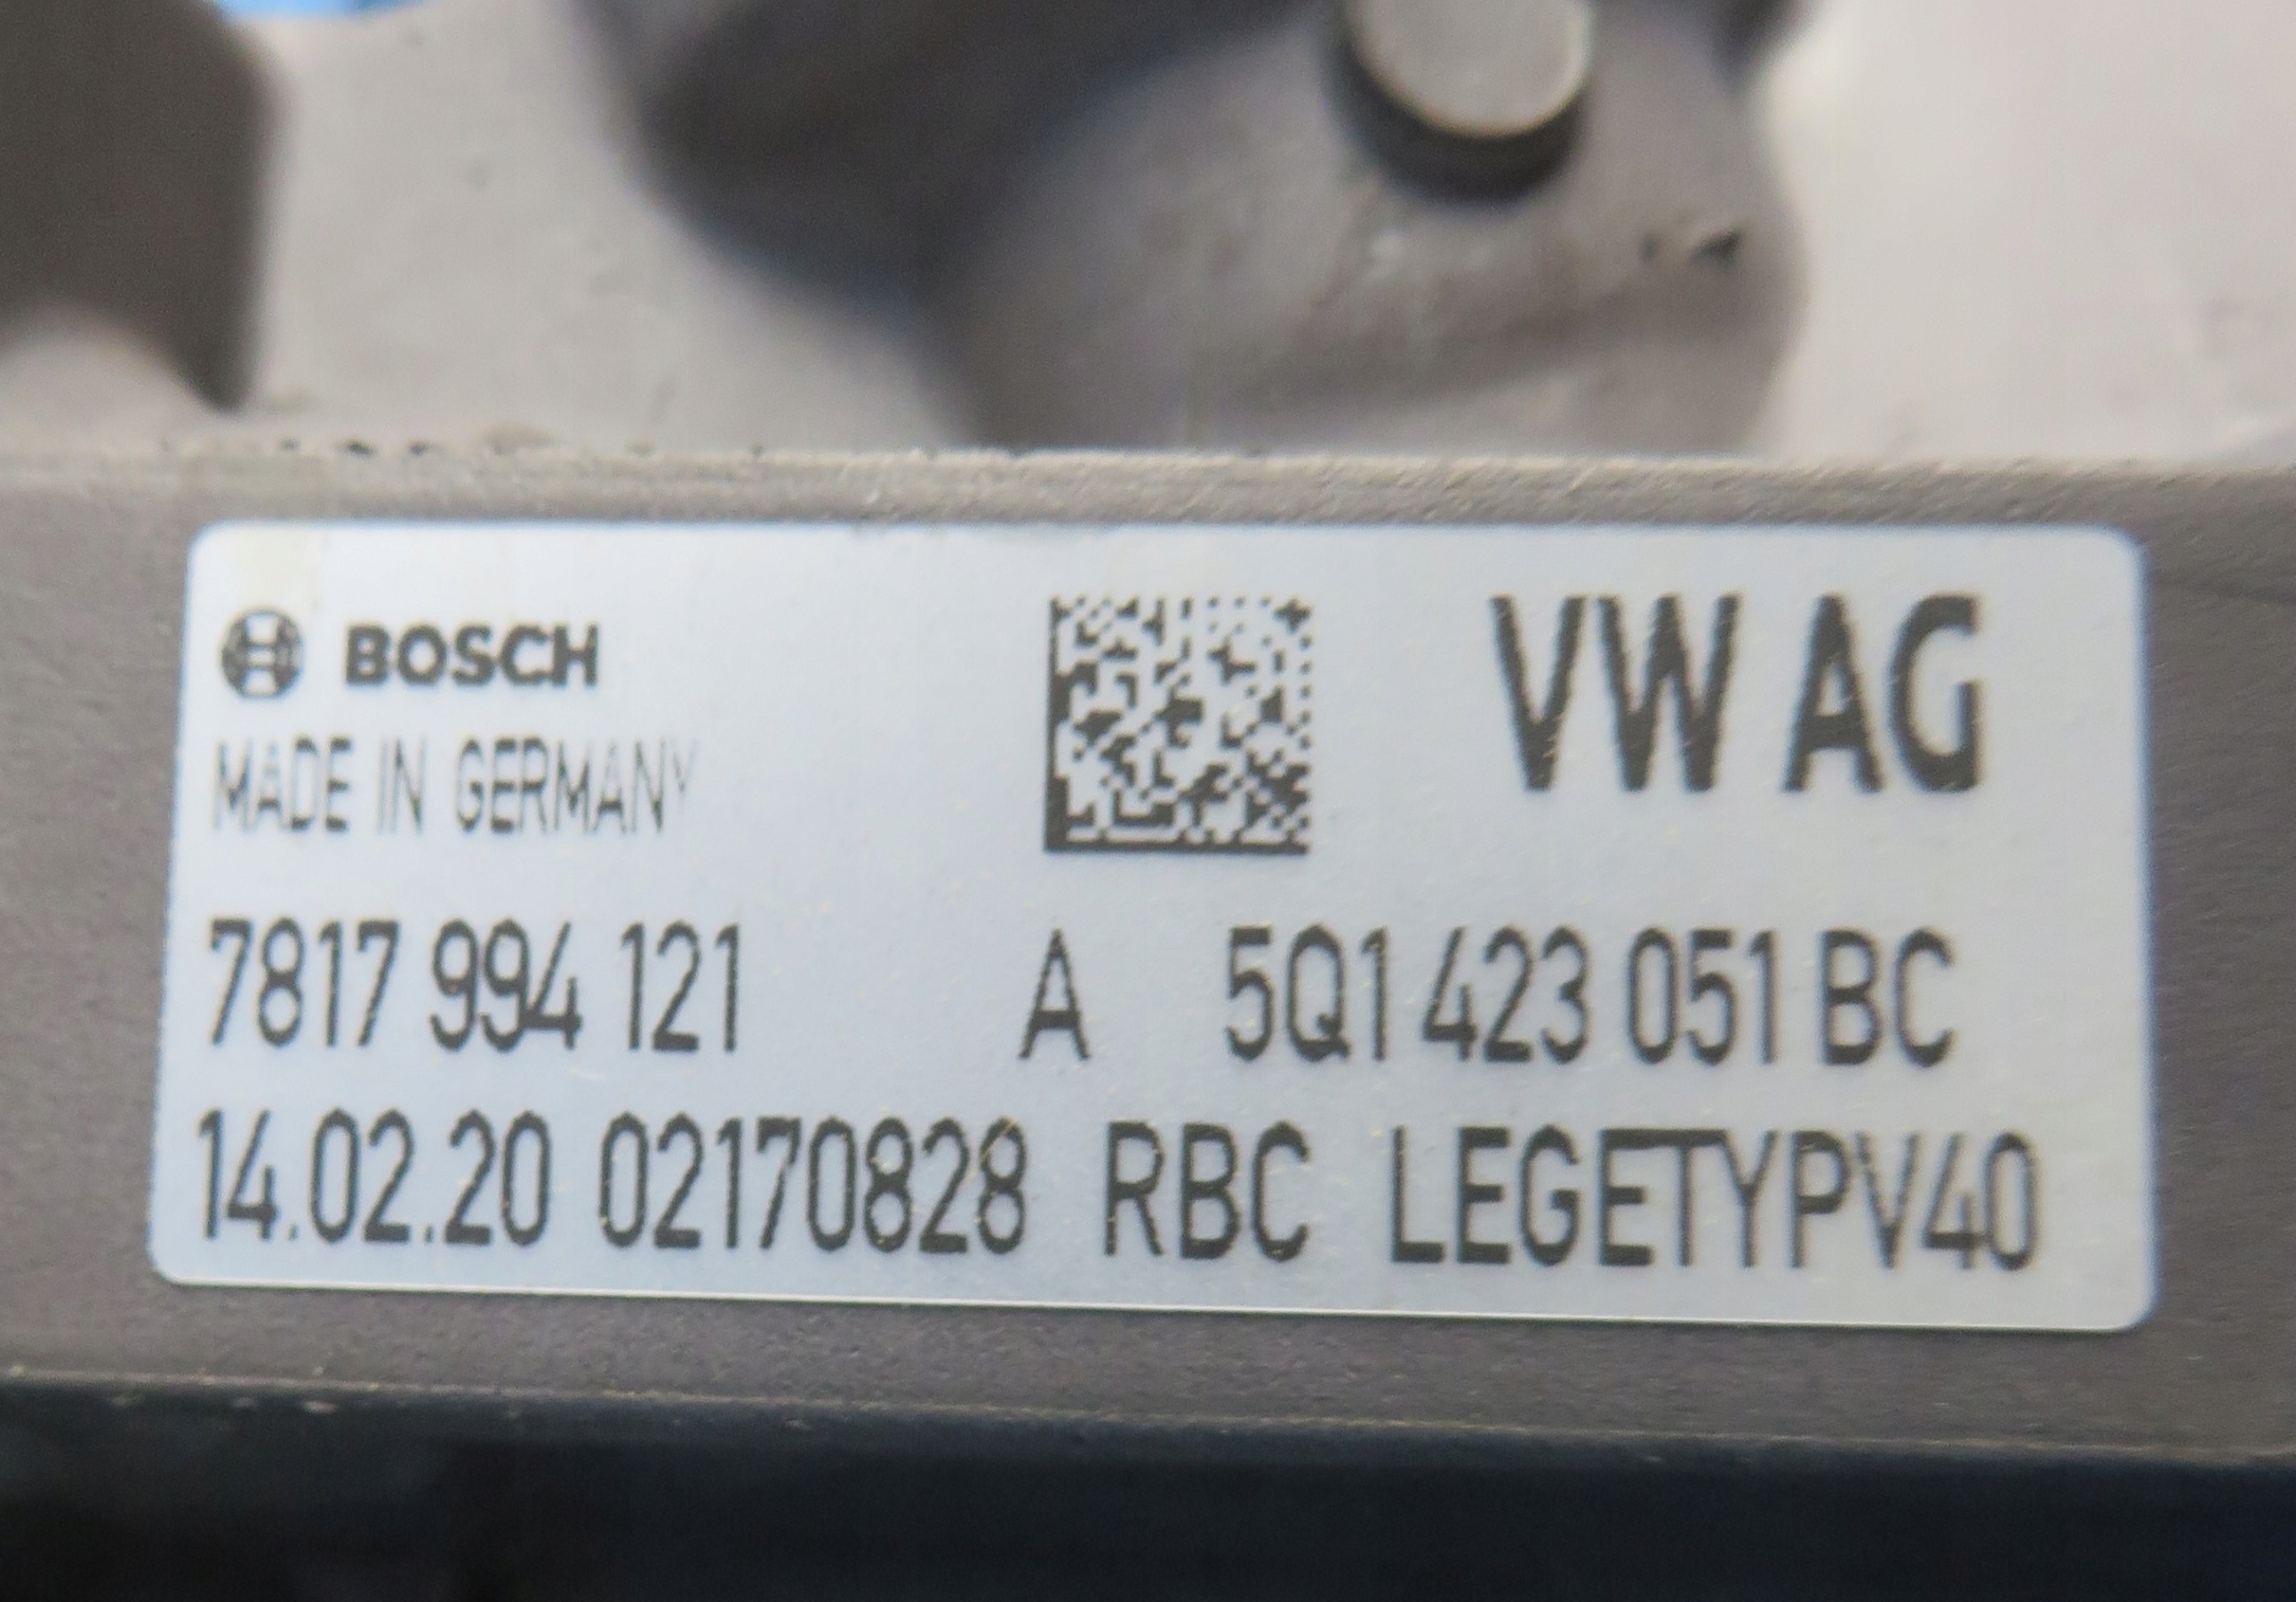 BOSCH
VW AG
MADE IN GERMANY
7817 994 121 A 5Q1 423 051 BC
14.02.20 02170828 RBC LEGETYPV40